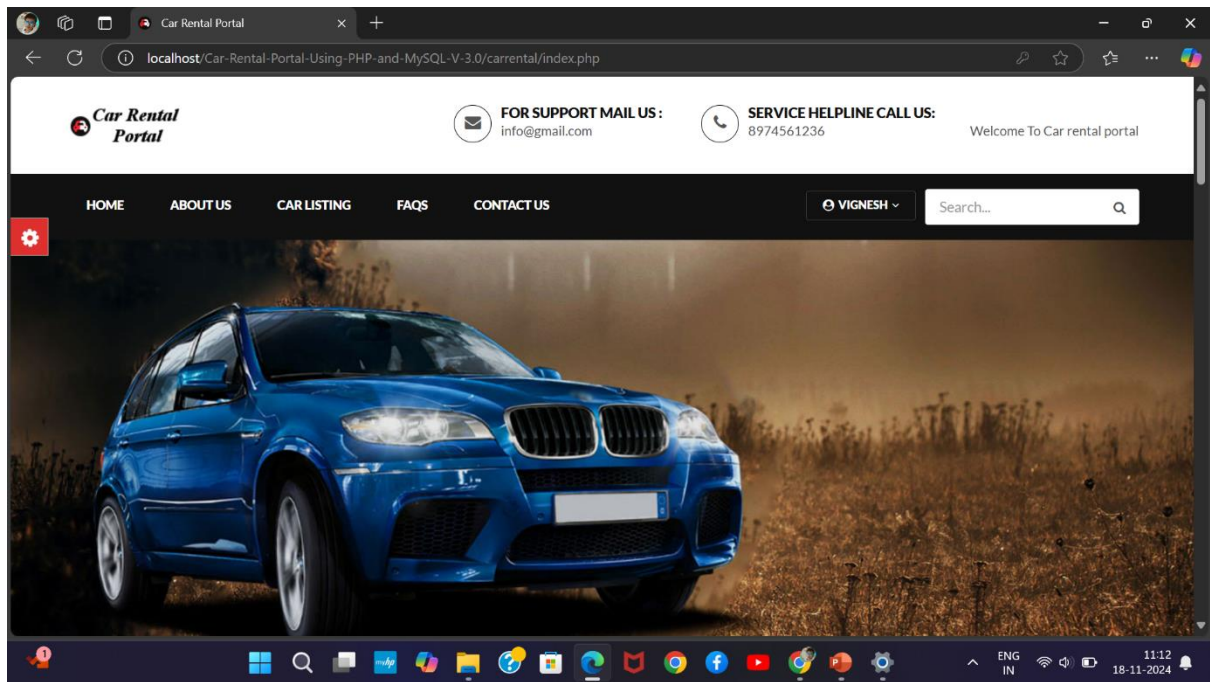 Car Rental Portal
localhost/Car-Rental-Portal-Using-PHP-and-MySQL-V-3.0/carrental/index.php
Car Rental
Portal
FOR SUPPORT MAIL US :
info@gmail.com
SERVICE HELPLINE CALL US:
8974561236
Welcome To Car rental portal
HOME ABOUT US CAR LISTING FAQS CONTACT US VIGNESH Search...
1
myhp
ENG
IN
11:12
18-11-2024